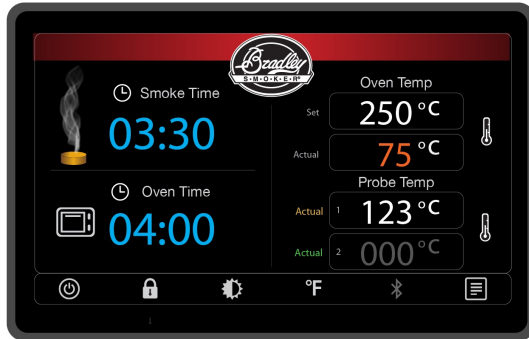 Bradley
S•M•O•K•E•R®
Smoke Time
03:30
Oven Time
04:00
Oven Temp
Set 250 °C
Actual 75 °C
Probe Temp
Actual 1 123 °C
Actual 2 000 °C
°F